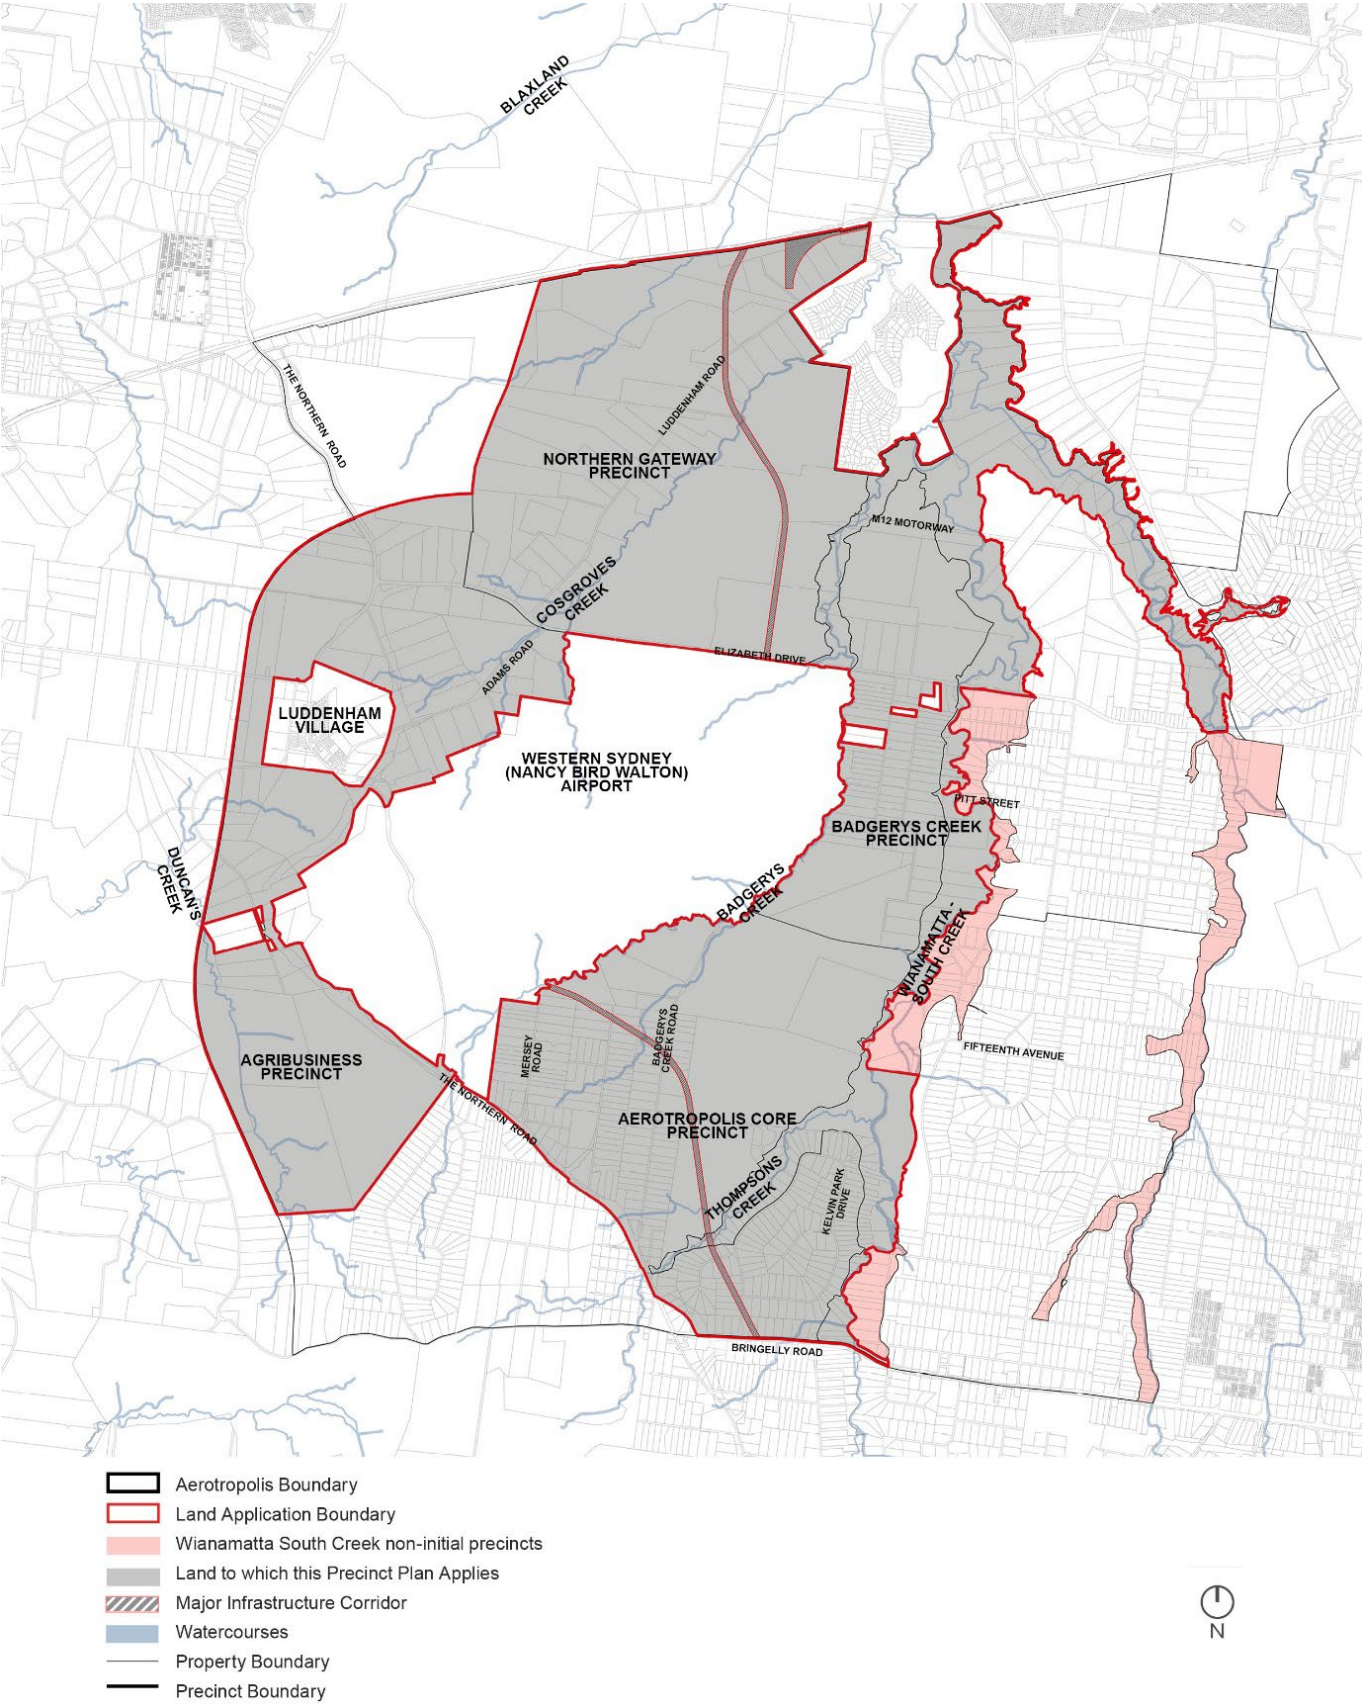 BLAXLAND
CREEK
THE NORTHERN ROAD
LUDDENHAM ROAD
NORTHERN GATEWAY
PRECINCT
M12 MOTORWAY
COSGROVES
CREEK
ADAMS ROAD
ELIZABETH DRIVE
LUDDENHAM
VILLAGE
WESTERN SYDNEY
(NANCY BIRD WALTON)
AIRPORT
PITT STREET
BADGERYS CREEK
PRECINCT
DUNCAN'S
CREEK
BADGERYS
CREEK
WIANAMATTA -
SOUTH CREEK
MERSEY
ROAD
BADGERYS
CREEK ROAD
FIFTEENTH AVENUE
AGRIBUSINESS
PRECINCT
THE NORTHERN ROAD
AEROTROPOLIS CORE
PRECINCT
THOMPSONS
CREEK
KELVIN PARK
DRIVE
BRINGELLY ROAD
Aerotropolis Boundary
Land Application Boundary
Wianamatta South Creek non-initial precincts
Land to which this Precinct Plan Applies
Major Infrastructure Corridor
Watercourses
Property Boundary
Precinct Boundary
N